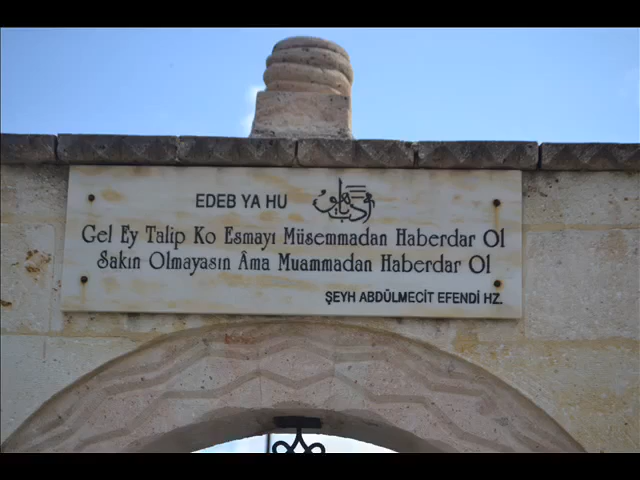 EDEB YA HU
Gel Ey Talip Ko Esmayı Müsemmadan Haberdar Ol
Sakın Olmayasın Âma Muammadan Haberdar Ol
ŞEYH ABDÜLMECİT EFENDİ HZ.